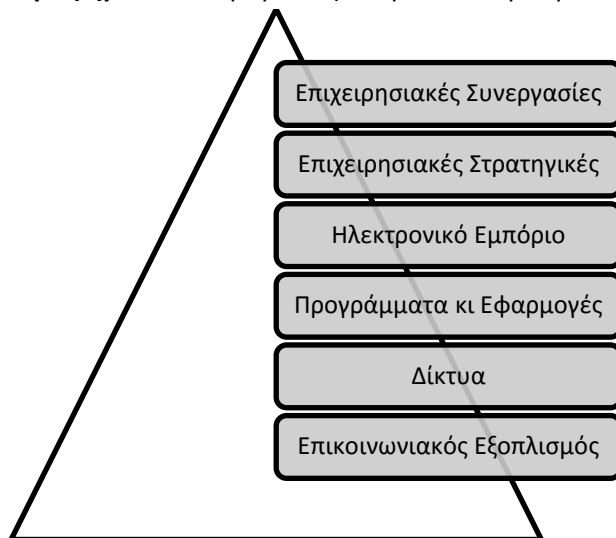 Επιχειρησιακές Συνεργασίες
Επιχειρησιακές Στρατηγικές
Ηλεκτρονικό Εμπόριο
Προγράμματα κι Εφαρμογές
Δίκτυα
Επικοινωνιακός Εξοπλισμός